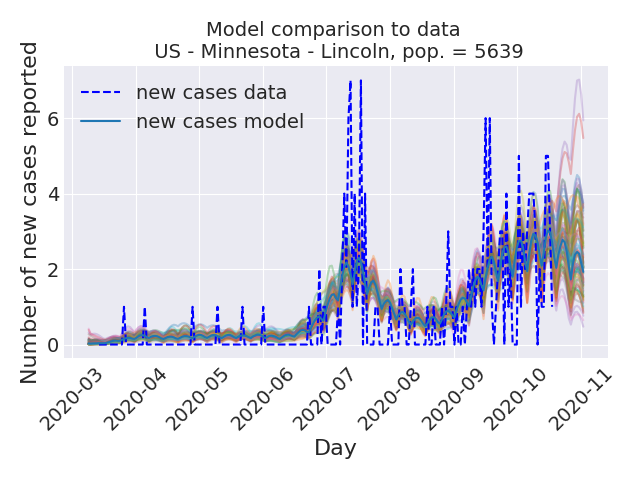 Model comparison to data
US - Minnesota - Lincoln, pop. = 5639
Number of new cases reported
new cases data
new cases model
6
4
2
0
2020-03
2020-04
2020-05
2020-06
2020-07
2020-08
2020-09
2020-10
2020-11
Day